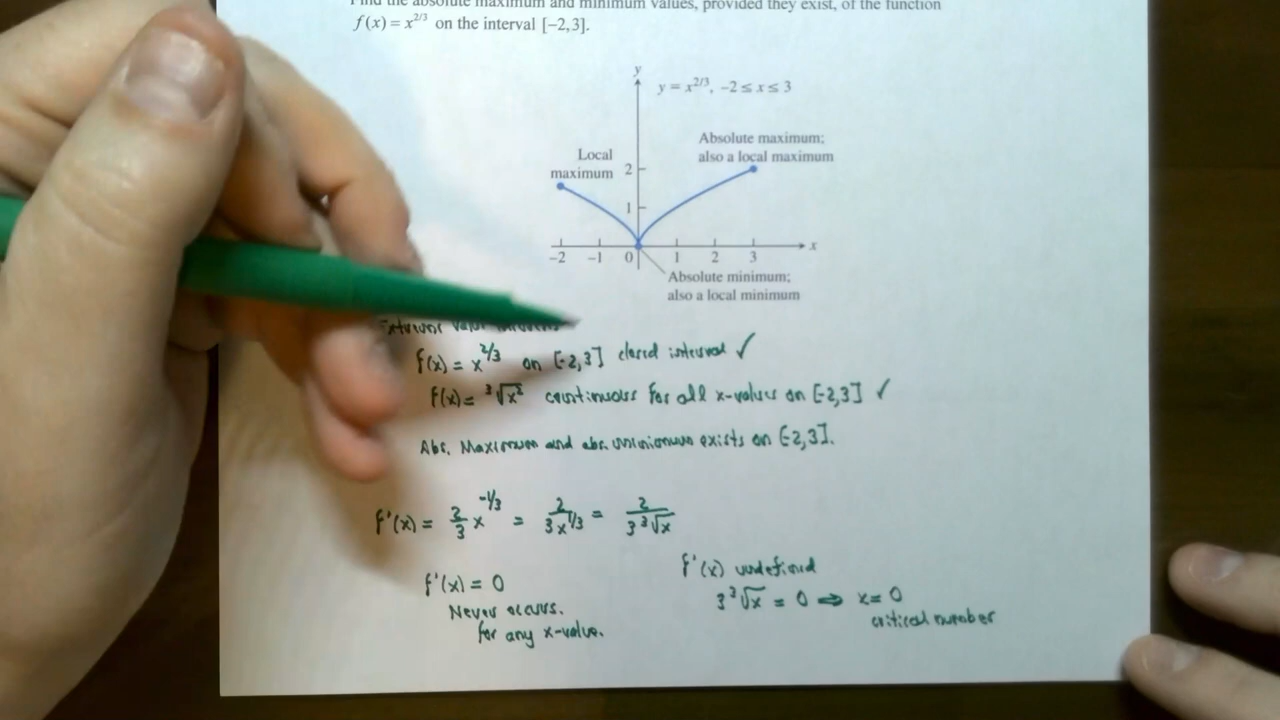 Find the absolute maximum and minimum values, provided they exist, of the function
f(x) = x^{2/3} on the interval [−2,3].
y
y = x^{2/3}, −2 ≤ x ≤ 3
Absolute maximum;
also a local maximum
Local
maximum
2
1
−2 −1 0 1 2 3 x
Absolute minimum;
also a local minimum
Extreme Value
f(x) = x^{2/3} on [-2,3] closed interval ✓
f(x) = ³√x² continuous for all x-values on [-2,3] ✓
Abs. Maximum and abs. minimum exists on [-2,3].
f'(x) = 2/3 x^{-1/3} = 2/3x^{1/3} = 2/3³√x
f'(x) = 0
Never occurs.
for any x-value.
f'(x) undefined
3³√x = 0 ⇒ x = 0
critical number